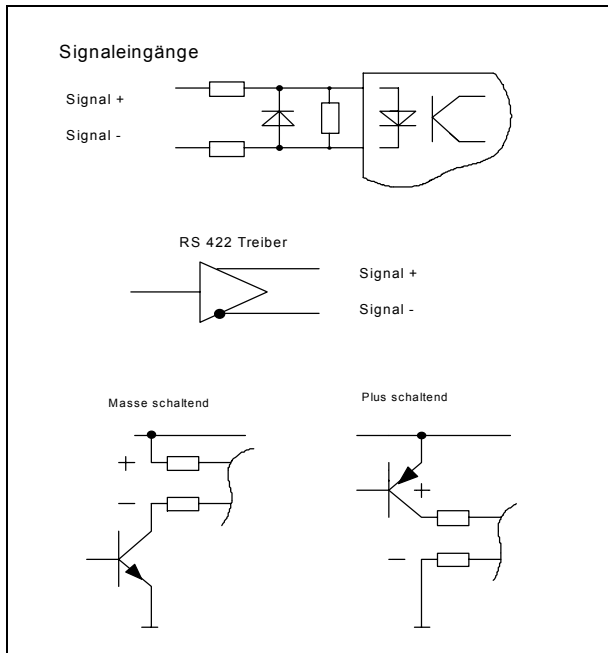 Signaleingänge
Signal +
Signal -
RS 422 Treiber
Signal +
Signal -
Masse schaltend
Plus schaltend
+
-
+
-